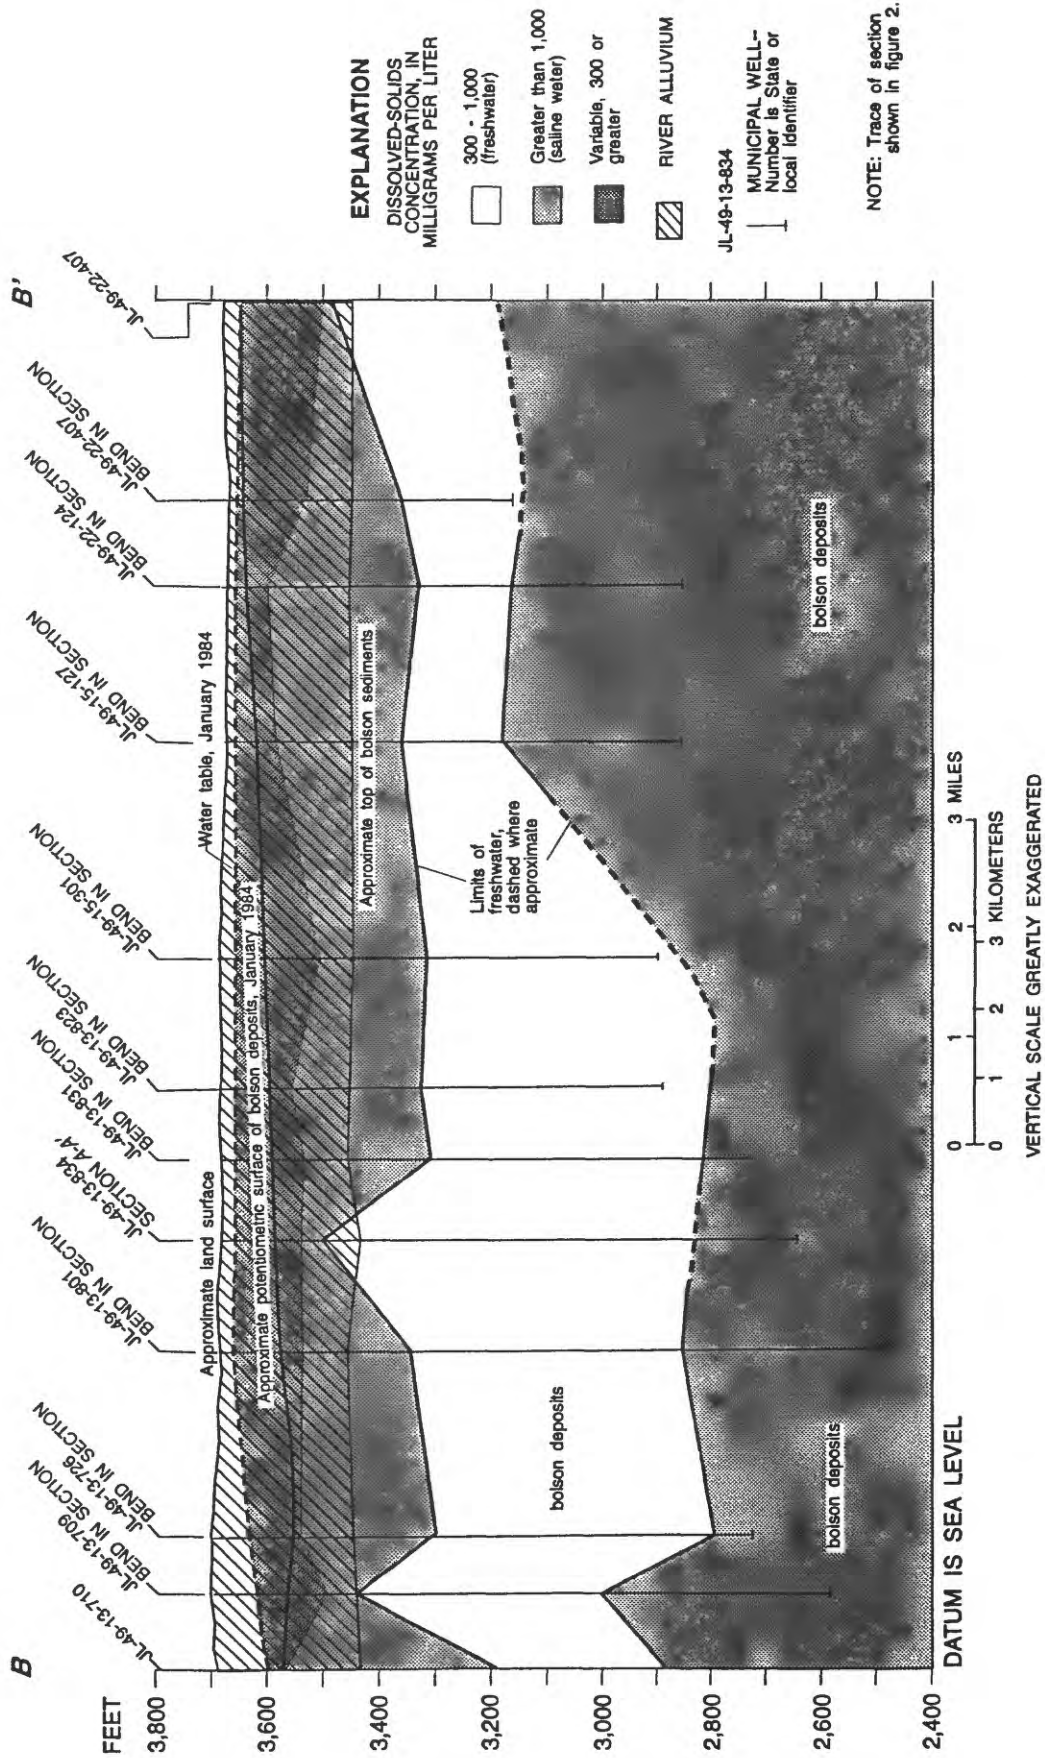 B
B'
FEET
3,800
3,600
3,400
3,200
3,000
2,800
2,600
2,400
JL-49-13-710
JL-49-13-709
BEND IN SECTION
JL-49-13-726
BEND IN SECTION
JL-49-13-801
BEND IN SECTION
JL-49-13-834
SECTION A-A'
JL-49-13-831
BEND IN SECTION
JL-49-13-823
BEND IN SECTION
JL-49-15-301
BEND IN SECTION
JL-49-15-127
BEND IN SECTION
JL-49-22-124
BEND IN SECTION
JL-49-22-407
BEND IN SECTION
JL-49-22-407
Approximate land surface
Water table, January 1984
Approximate potentiometric surface of bolson deposits, January 1984
Approximate top of bolson sediments
Limits of
freshwater,
dashed where
approximate
bolson deposits
bolson deposits
bolson deposits
DATUM IS SEA LEVEL
0 1 2 3 MILES
0 1 2 3 KILOMETERS
VERTICAL SCALE GREATLY EXAGGERATED
EXPLANATION
DISSOLVED-SOLIDS
CONCENTRATION, IN
MILLIGRAMS PER LITER
300 - 1,000
(freshwater)
Greater than 1,000
(saline water)
Variable, 300 or
greater
RIVER ALLUVIUM
JL-49-13-834
MUNICIPAL WELL--
Number is State or
local identifier
NOTE: Trace of section
shown in figure 2.